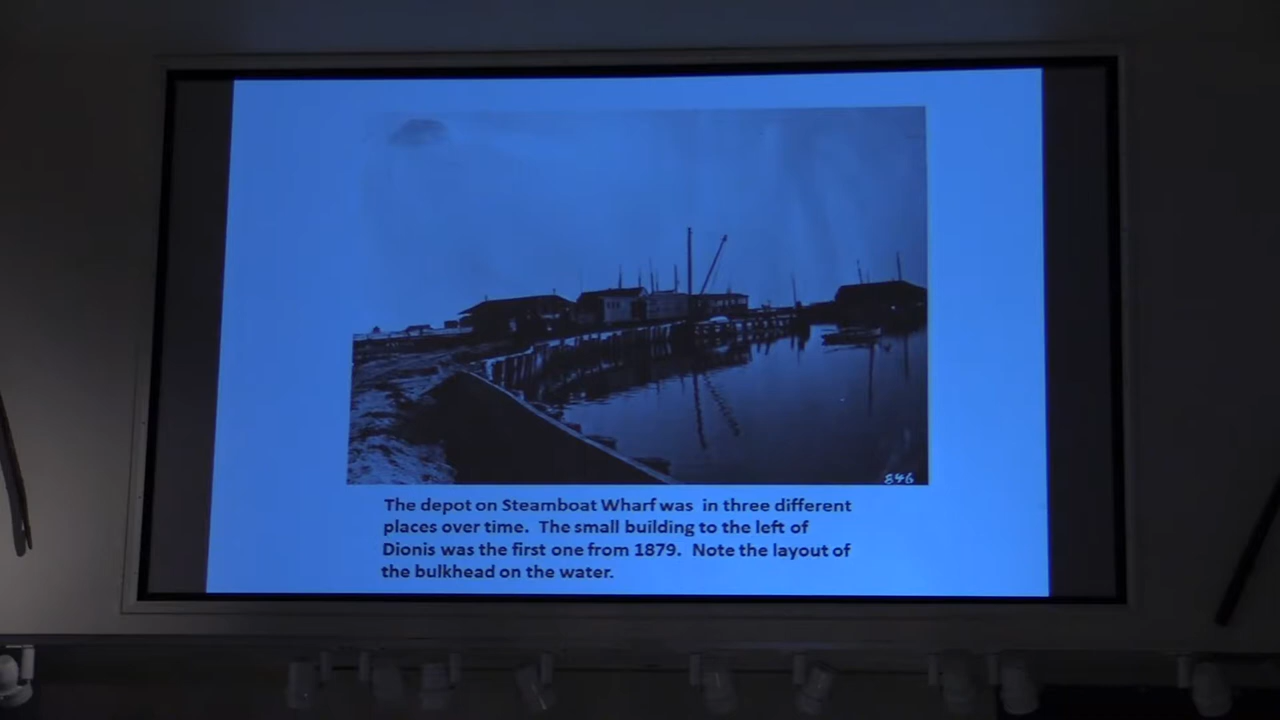 846
The depot on Steamboat Wharf was in three different
places over time. The small building to the left of
Dionis was the first one from 1879. Note the layout of
the bulkhead on the water.